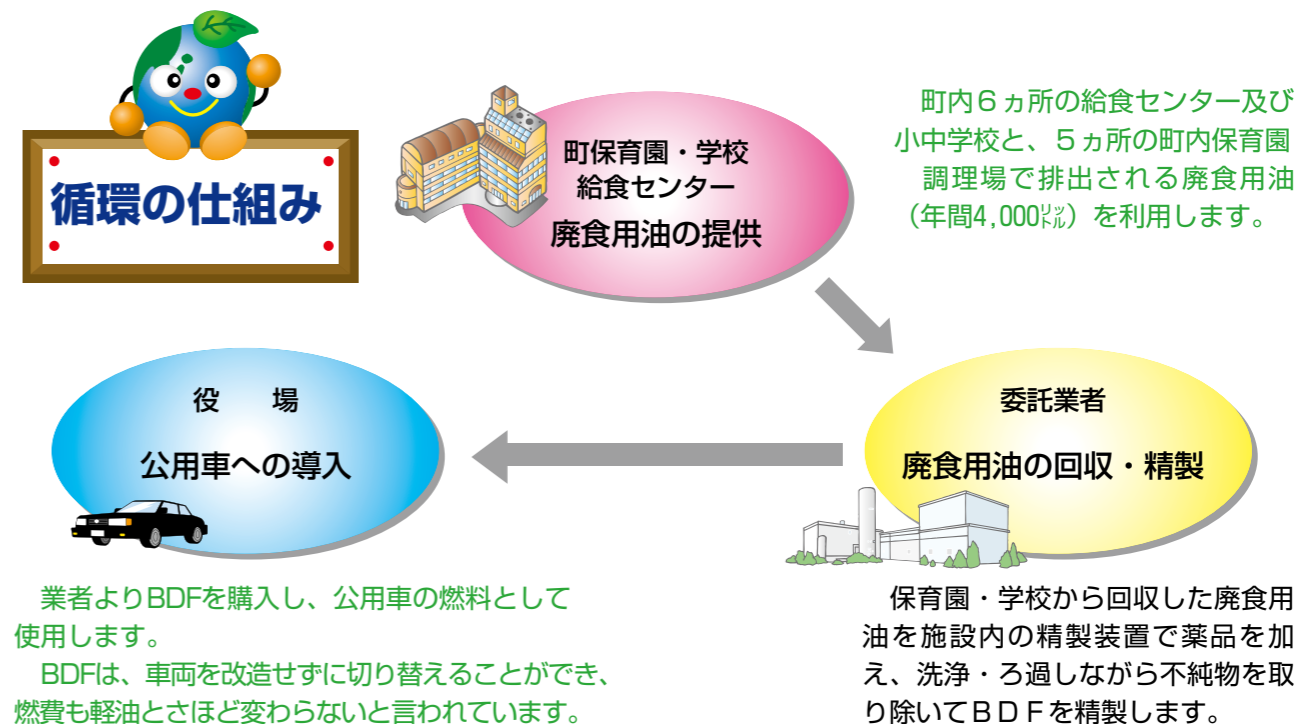 循環の仕組み
町保育園・学校
給食センター
廃食用油の提供
　町内6ヵ所の給食センター及び
小中学校と、5ヵ所の町内保育園
　調理場で排出される廃食用油
（年間4,000㍑）を利用します。
委託業者
廃食用油の回収・精製
　保育園・学校から回収した廃食用
油を施設内の精製装置で薬品を加
え、洗浄・ろ過しながら不純物を取
り除いてＢＤＦを精製します。
役　　場
公用車への導入
　業者よりBDFを購入し、公用車の燃料として
使用します。
　BDFは、車両を改造せずに切り替えることができ、
燃費も軽油とさほど変わらないと言われています。